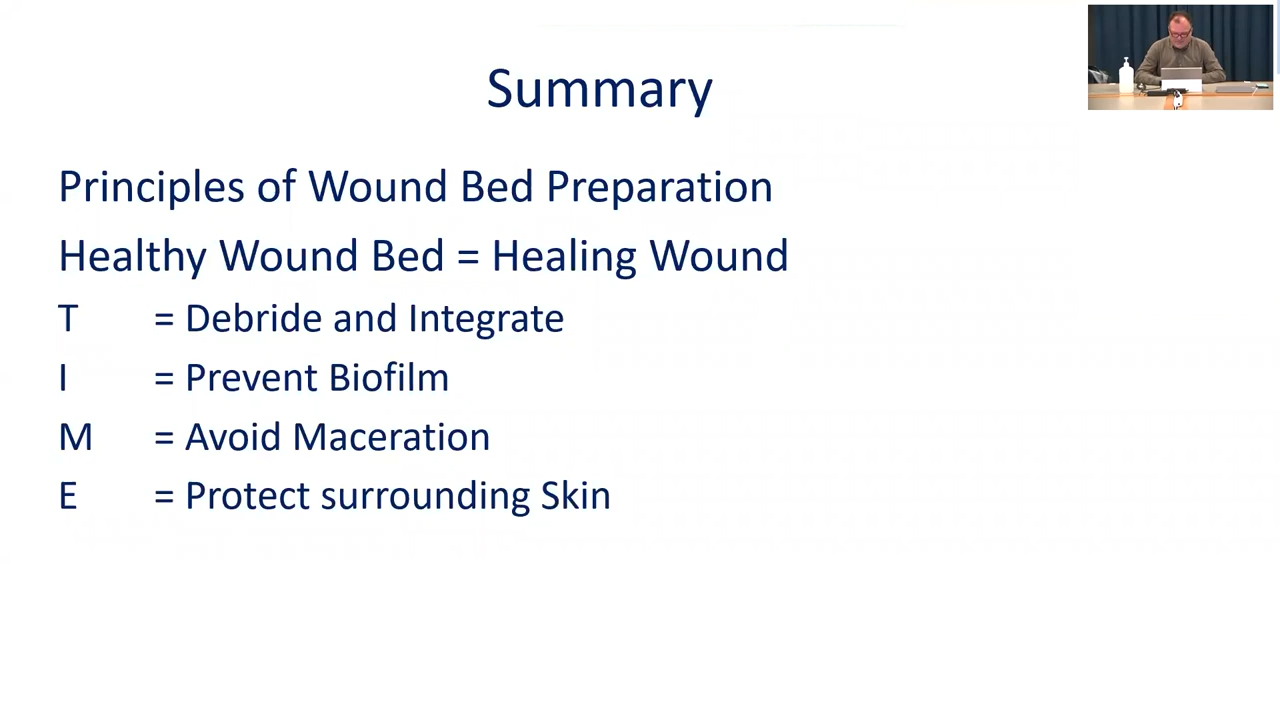 Summary
Principles of Wound Bed Preparation
Healthy Wound Bed = Healing Wound
T = Debride and Integrate
I = Prevent Biofilm
M = Avoid Maceration
E = Protect surrounding Skin